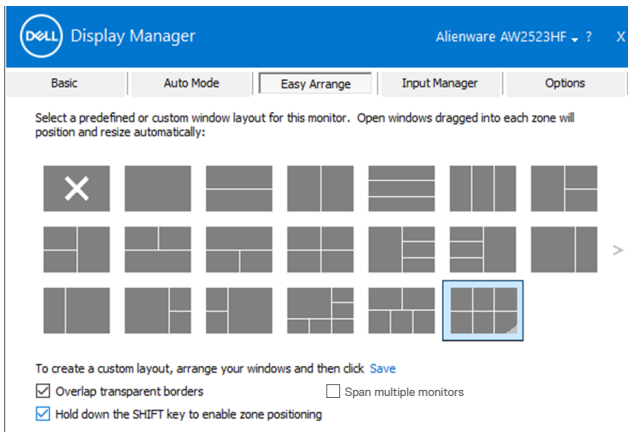 DELL Display Manager Alienware AW2523HF ? X
Basic Auto Mode Easy Arrange Input Manager Options
Select a predefined or custom window layout for this monitor. Open windows dragged into each zone will
position and resize automatically:
>
To create a custom layout, arrange your windows and then click Save
Overlap transparent borders Span multiple monitors
Hold down the SHIFT key to enable zone positioning